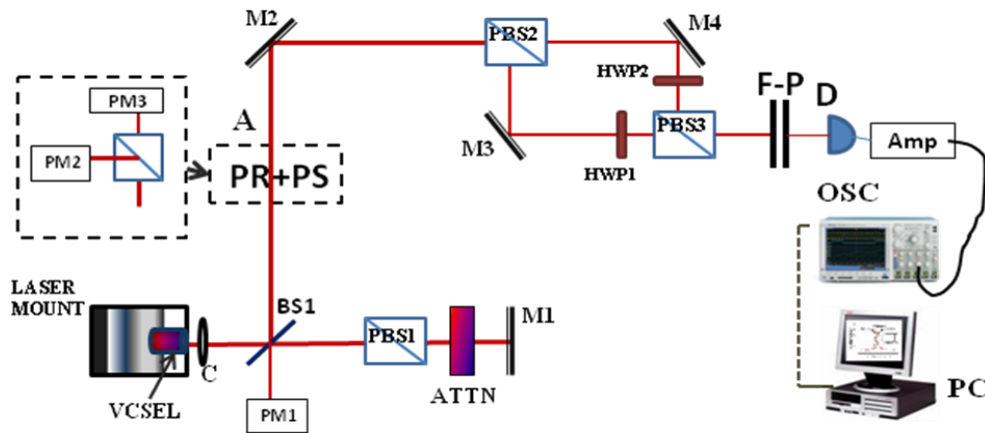 M2
PBS2
M4
HWP2
PM3
PM2
A
PR+PS
M3
HWP1
PBS3
F-P
D
Amp
OSC
LASER
MOUNT
BS1
PBS1
M1
C
VCSEL
PM1
ATTN
PC